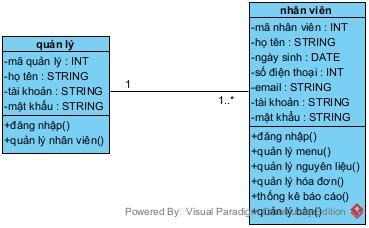 quản lý
-mã quản lý : INT
-họ tên : STRING
-tài khoản : STRING
-mật khẩu : STRING
+đăng nhập()
+quản lý nhân viên()
1
1..*
nhân viên
-mã nhân viên : INT
-họ tên : STRING
-ngày sinh : DATE
-số điện thoại : INT
-email : STRING
-tài khoản : STRING
-mật khẩu : STRING
+đăng nhập()
+quản lý menu()
+quản lý nguyên liệu()
+quản lý hóa đơn()
+thống kê báo cáo()
+quản lý bàn()
Powered By Visual Paradigm Community Edition